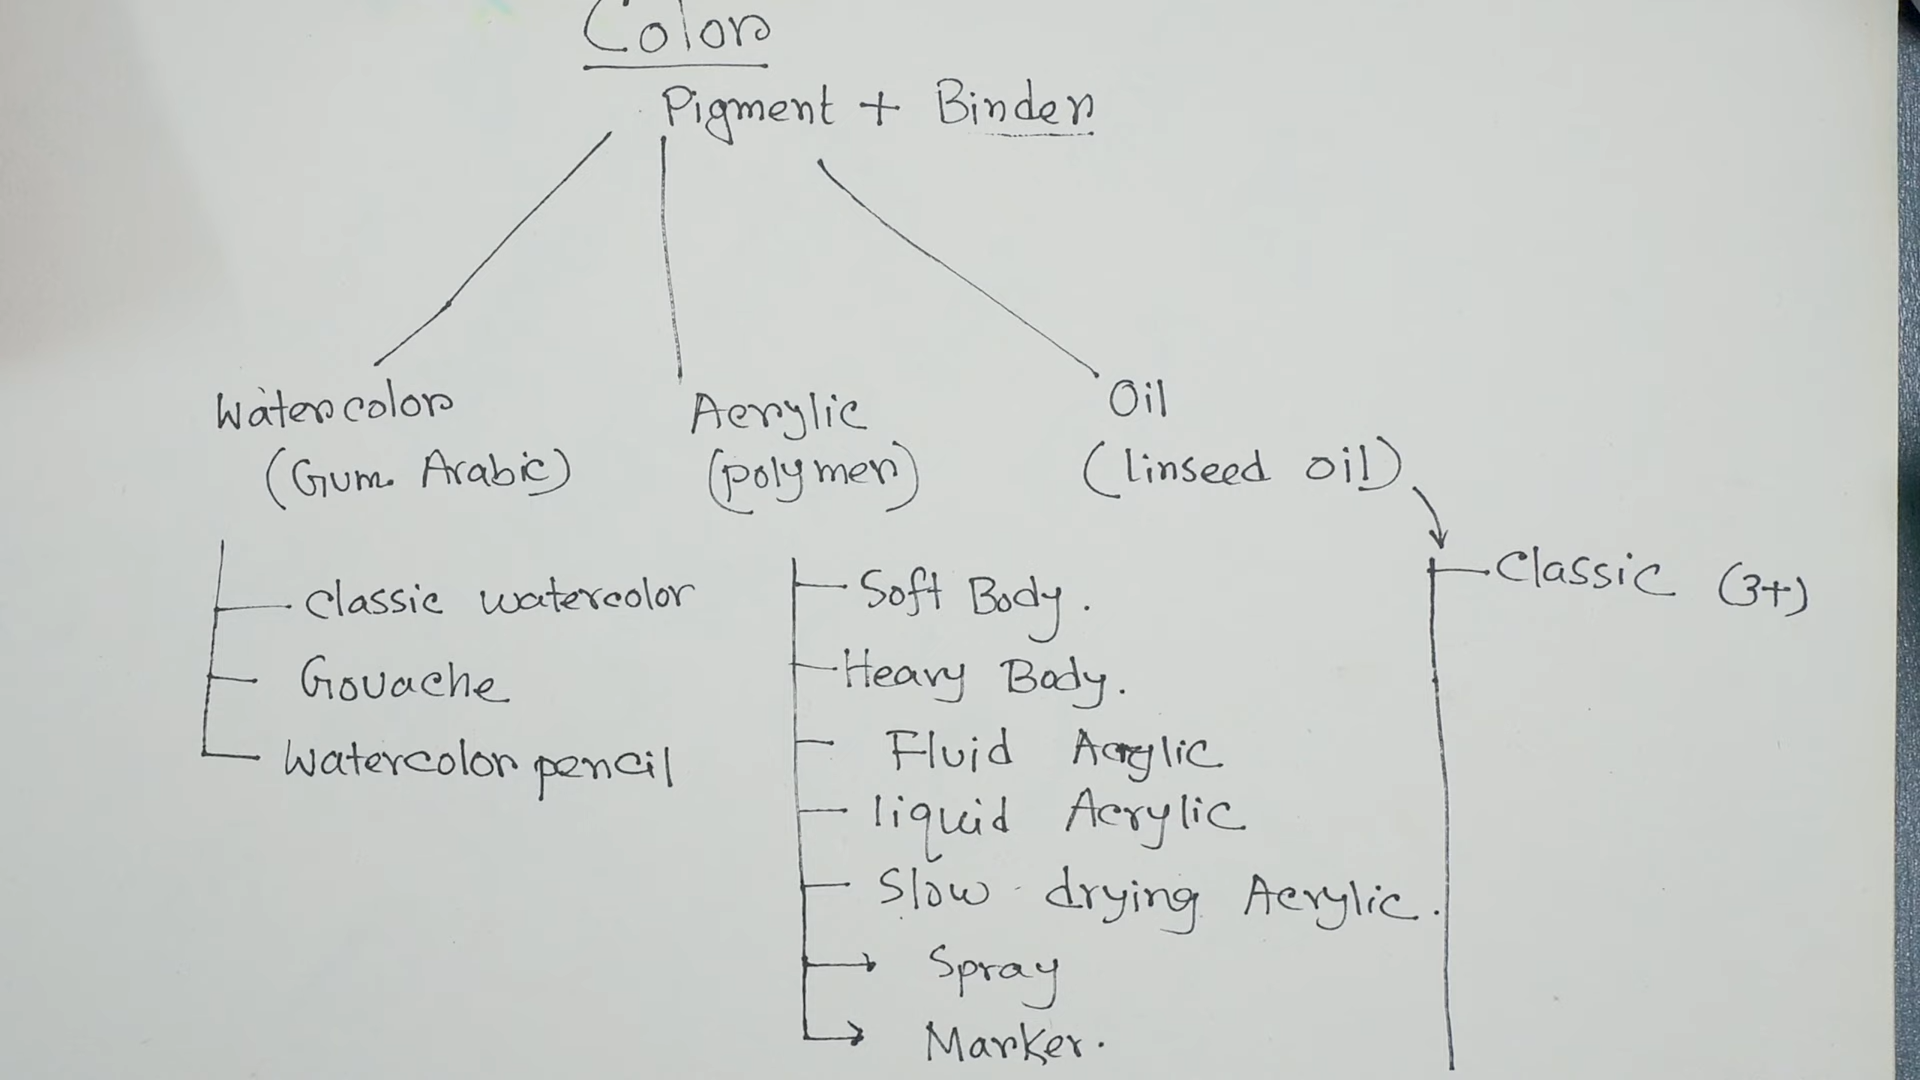 Color
Pigment + Binder
Watercolor
(Gum Arabic)
Classic watercolor
Gouache
Watercolor pencil
Acrylic
(polymer)
Soft Body.
Heavy Body.
Fluid Acrylic
liquid Acrylic
Slow drying Acrylic.
Spray
Marker.
Oil
(linseed oil)
Classic (3+)